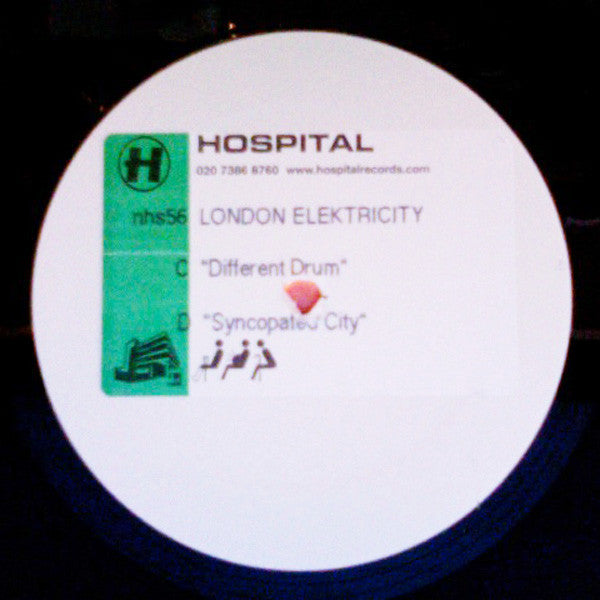 H HOSPITAL
020 7386 8760 www.hospitalrecords.com
nhs56 LONDON ELEKTRICITY
C "Different Drum"
D "Syncopated City"